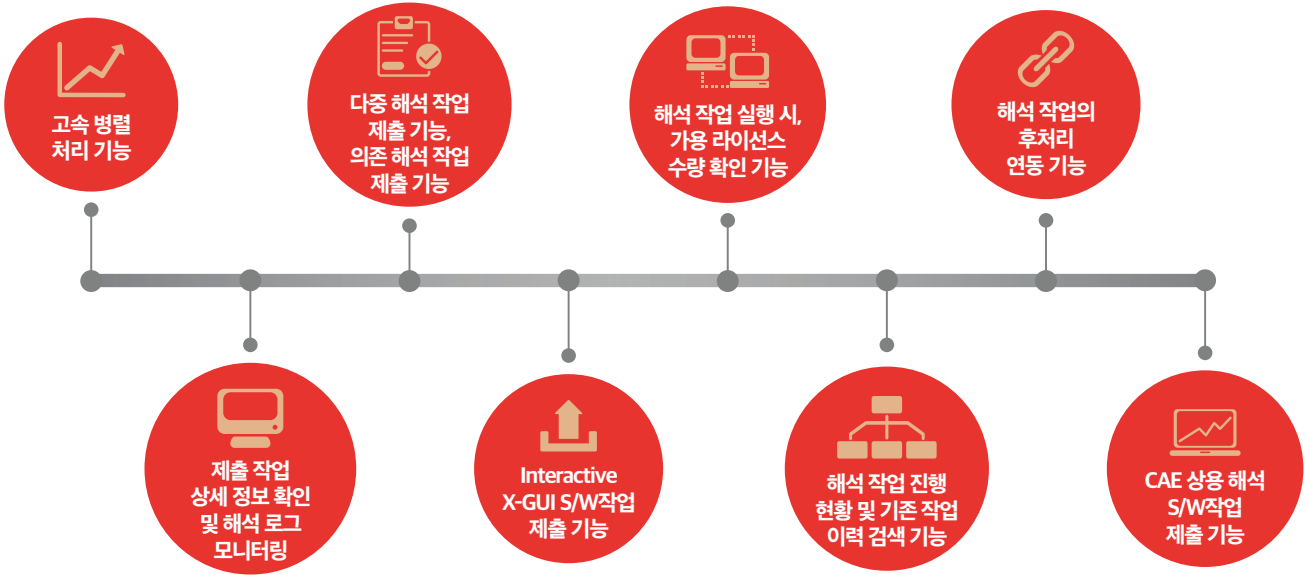 고속 병렬
처리 기능
다중 해석 작업
제출 기능,
의존 해석 작업
제출 기능
해석 작업 실행 시,
가용 라이선스
수량 확인 기능
해석 작업의
후처리
연동 기능
제출 작업
상세 정보 확인
및 해석 로그
모니터링
Interactive
X-GUI S/W작업
제출 기능
해석 작업 진행
현황 및 기존 작업
이력 검색 기능
CAE 상용 해석
S/W작업
제출 기능